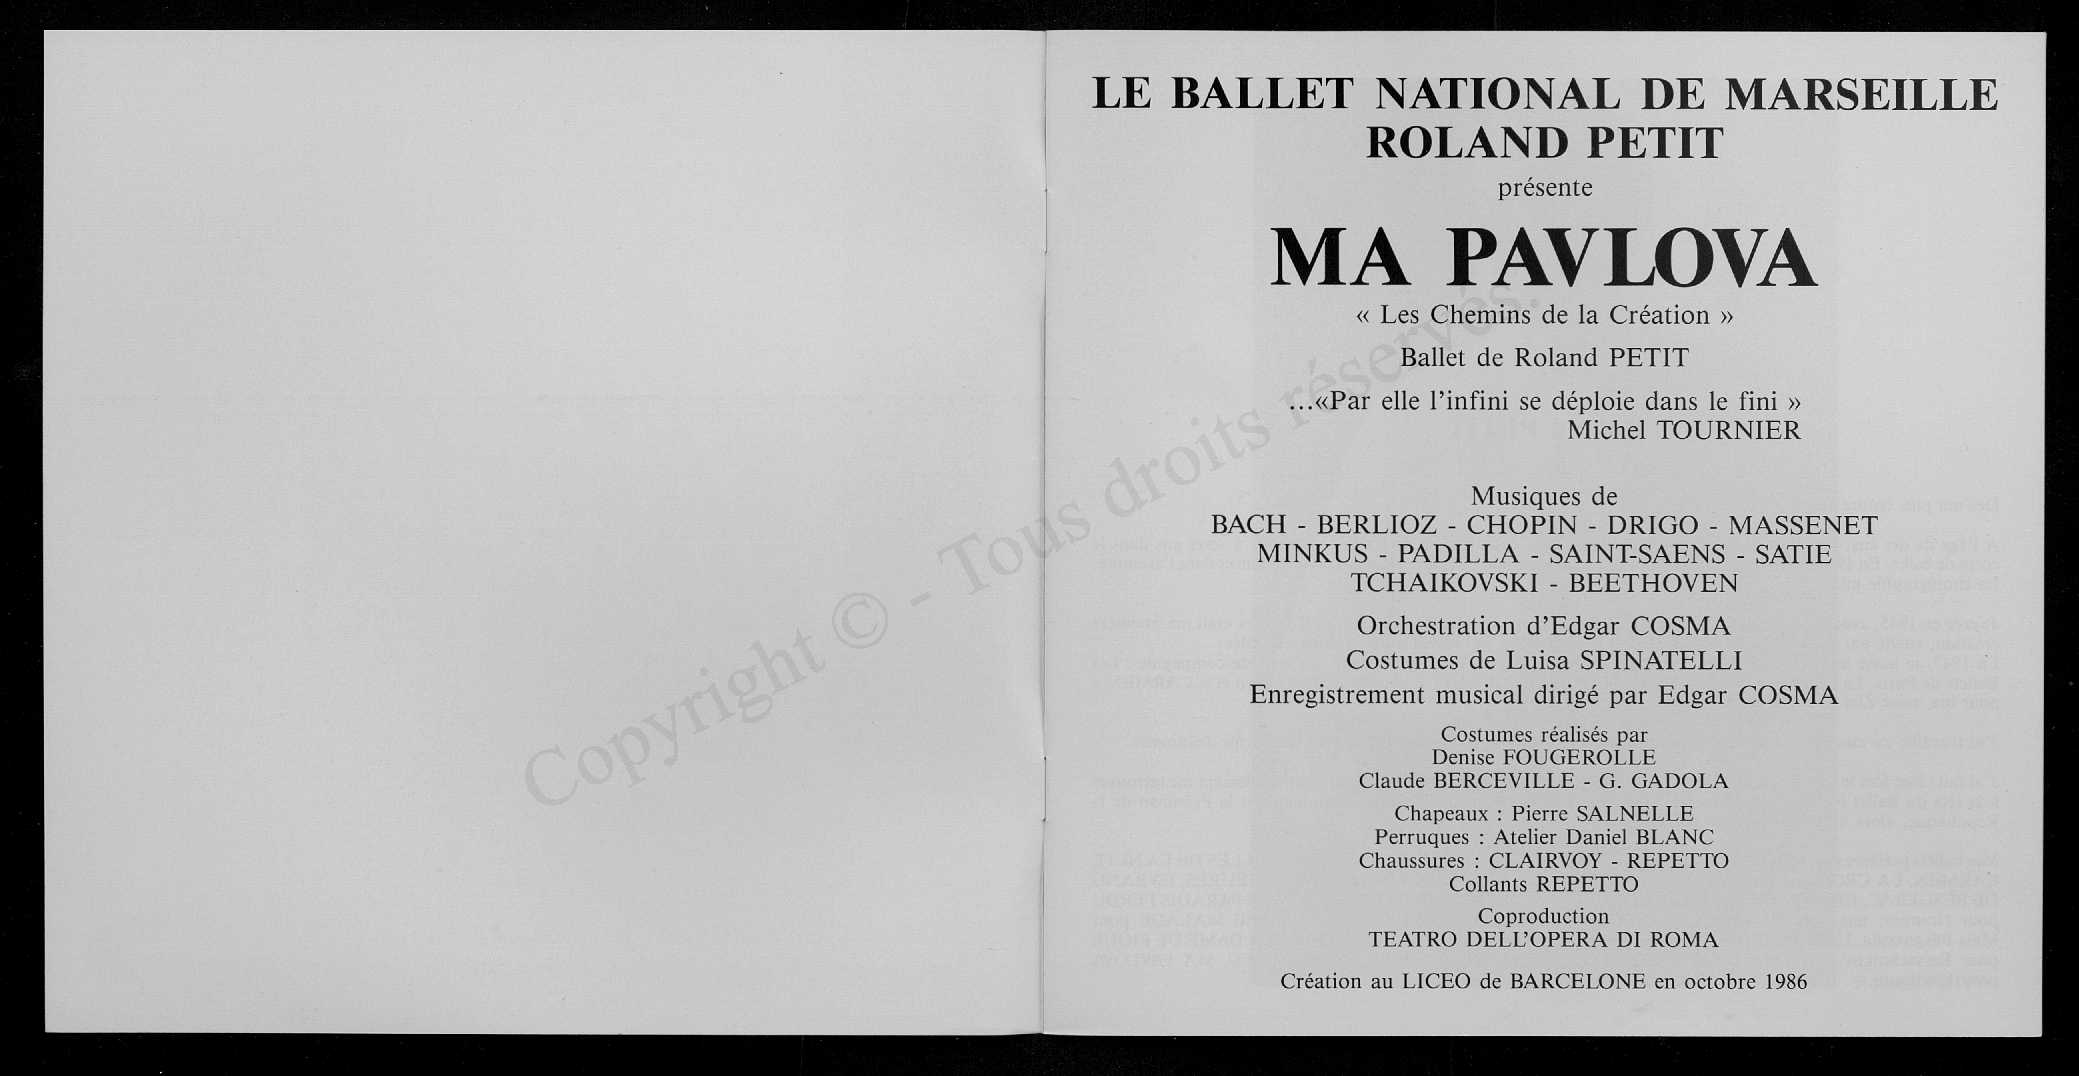 LE BALLET NATIONAL DE MARSEILLE
ROLAND PETIT
présente
MA PAVLOVA
« Les Chemins de la Création »
Ballet de Roland PETIT
...«Par elle l'infini se déploie dans le fini »
Michel TOURNIER
Musiques de
BACH - BERLIOZ - CHOPIN - DRIGO - MASSENET
MINKUS - PADILLA - SAINT-SAENS - SATIE
TCHAIKOVSKI - BEETHOVEN
Orchestration d'Edgar COSMA
Costumes de Luisa SPINATELLI
Enregistrement musical dirigé par Edgar COSMA
Costumes réalisés par
Denise FOUGEROLLE
Claude BERCEVILLE - G. GADOLA
Chapeaux : Pierre SALNELLE
Perruques : Atelier Daniel BLANC
Chaussures : CLAIRVOY - REPETTO
Collants REPETTO
Coproduction
TEATRO DELL'OPERA DI ROMA
Création au LICEO de BARCELONE en octobre 1986
Copyright © - Tous droits réservés.